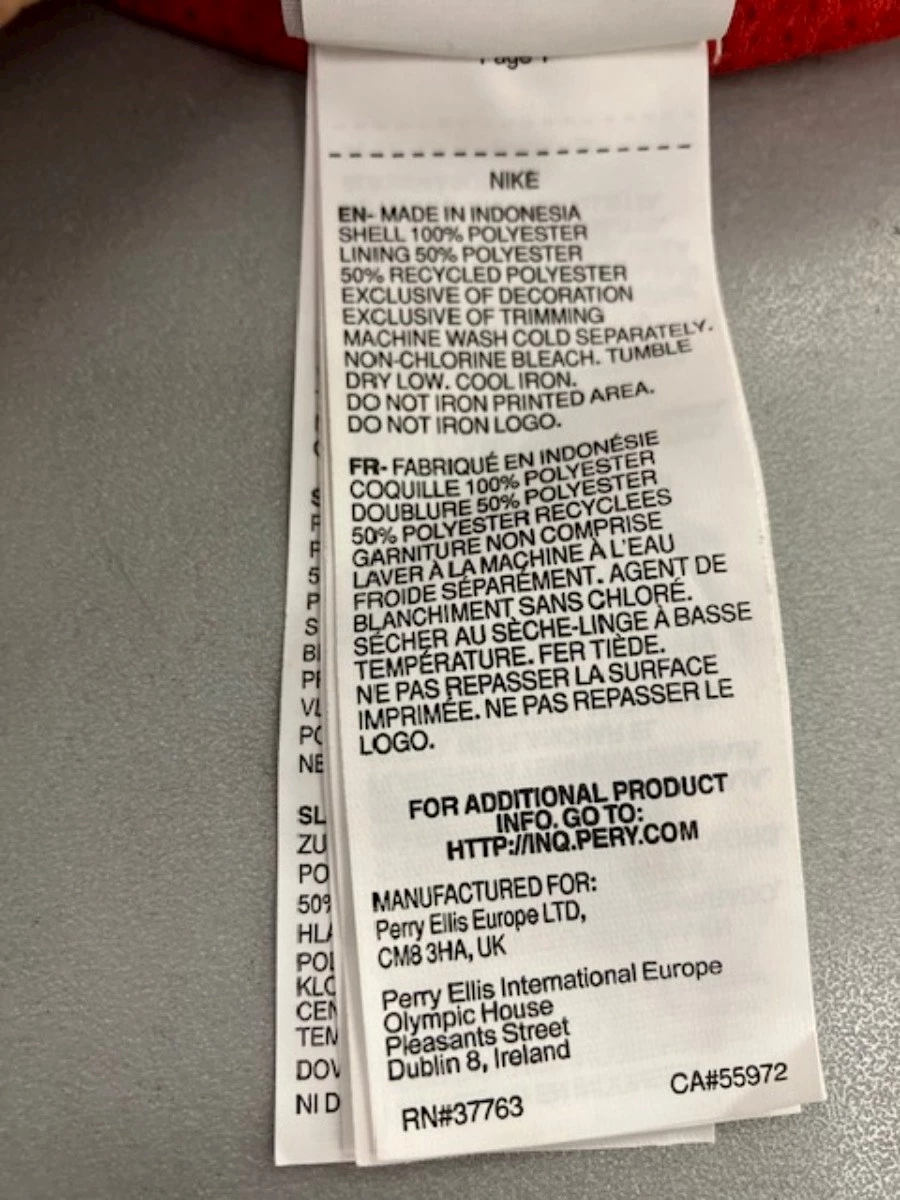 NIKE
EN- MADE IN INDONESIA
SHELL 100% POLYESTER
LINING 50% POLYESTER
50% RECYCLED POLYESTER
EXCLUSIVE OF DECORATION
EXCLUSIVE OF TRIMMING
MACHINE WASH COLD SEPARATELY.
NON-CHLORINE BLEACH. TUMBLE
DRY LOW. COOL IRON.
DO NOT IRON PRINTED AREA.
DO NOT IRON LOGO.
FR- FABRIQUÉ EN INDONÉSIE
COQUILLE 100% POLYESTER
DOUBLURE 50% POLYESTER
50% POLYESTER RECYCLEES
GARNITURE NON COMPRISE
LAVER À LA MACHINE À L'EAU
FROIDE SÉPARÉMENT. AGENT DE
BLANCHIMENT SANS CHLORÉ.
SÉCHER AU SÈCHE-LINGE À BASSE
TEMPÉRATURE. FER TIÈDE.
NE PAS REPASSER LA SURFACE
IMPRIMÉE. NE PAS REPASSER LE
LOGO.
FOR ADDITIONAL PRODUCT
INFO. GO TO:
HTTP://INQ.PERY.COM
MANUFACTURED FOR:
Perry Ellis Europe LTD,
CM8 3HA, UK
Perry Ellis International Europe
Olympic House
Pleasants Street
Dublin 8, Ireland
RN#37763 CA#55972